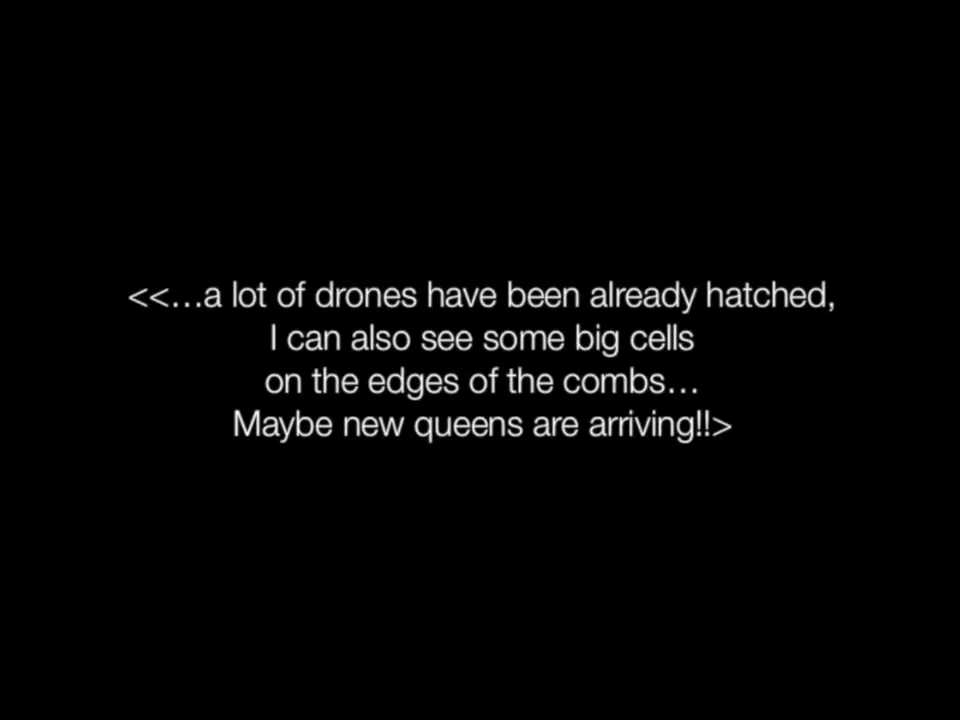 <<…a lot of drones have been already hatched,
I can also see some big cells
on the edges of the combs…
Maybe new queens are arriving!!>